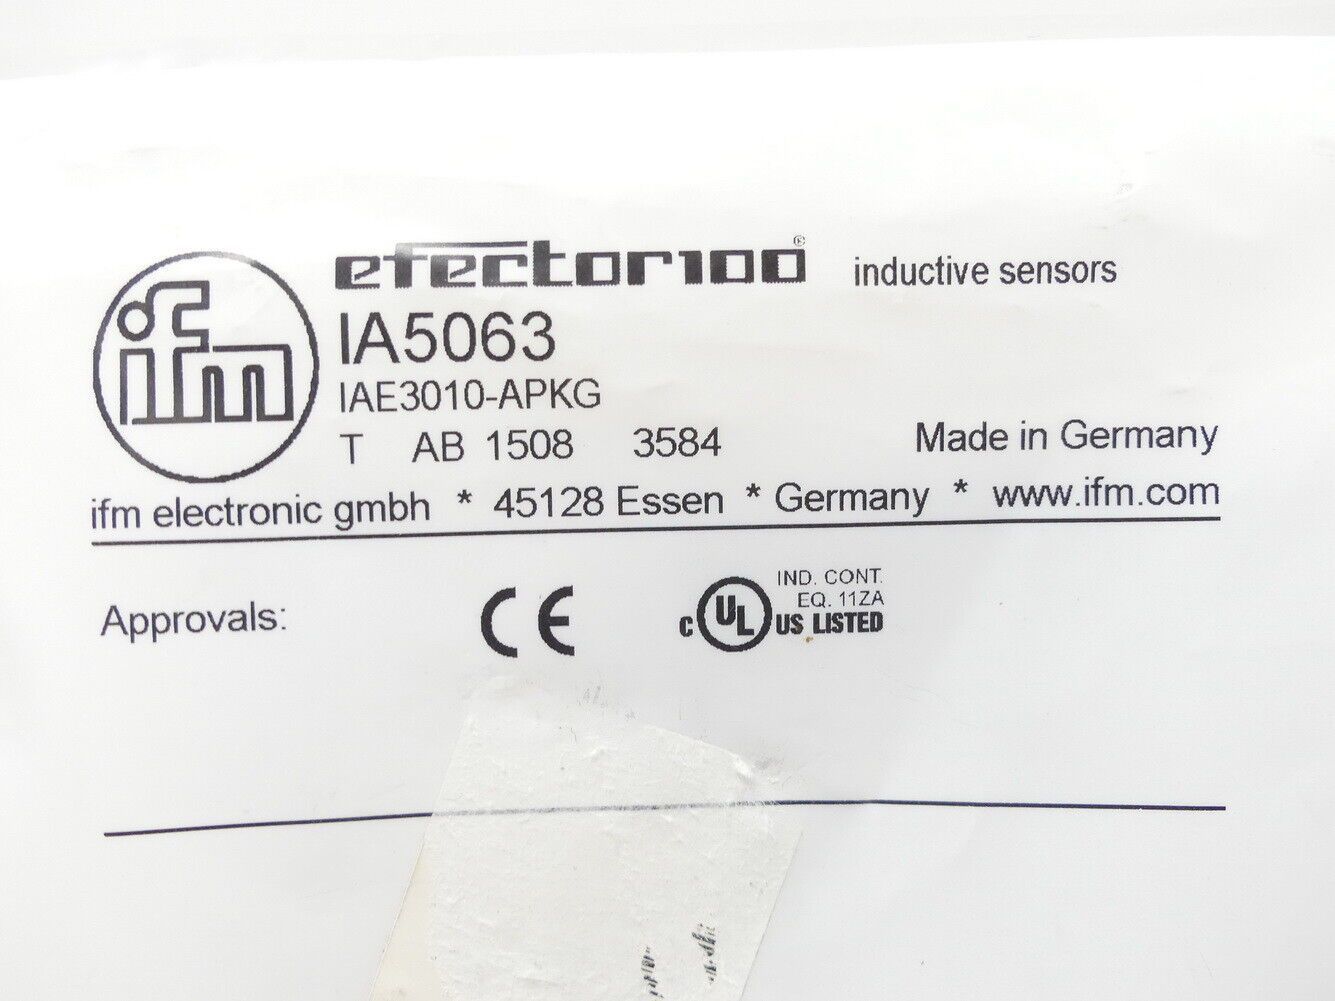 ifm
efector100® inductive sensors
IA5063
IAE3010-APKG
T AB 1508 3584 Made in Germany
ifm electronic gmbh * 45128 Essen * Germany * www.ifm.com
Approvals: CE
IND. CONT.
EQ. 11ZA
c UL US LISTED